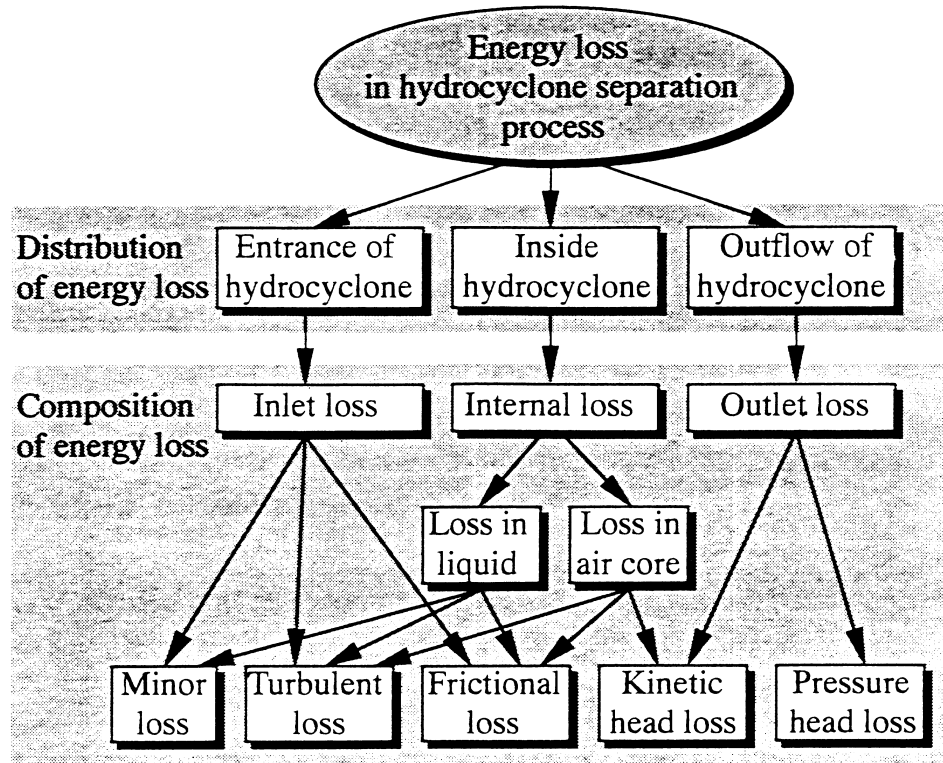 Energy loss
in hydrocyclone separation
process
Distribution
of energy loss
Entrance of
hydrocyclone
Inside
hydrocyclone
Outflow of
hydrocyclone
Composition
of energy loss
Inlet loss
Internal loss
Outlet loss
Loss in
liquid
Loss in
air core
Minor
loss
Turbulent
loss
Frictional
loss
Kinetic
head loss
Pressure
head loss